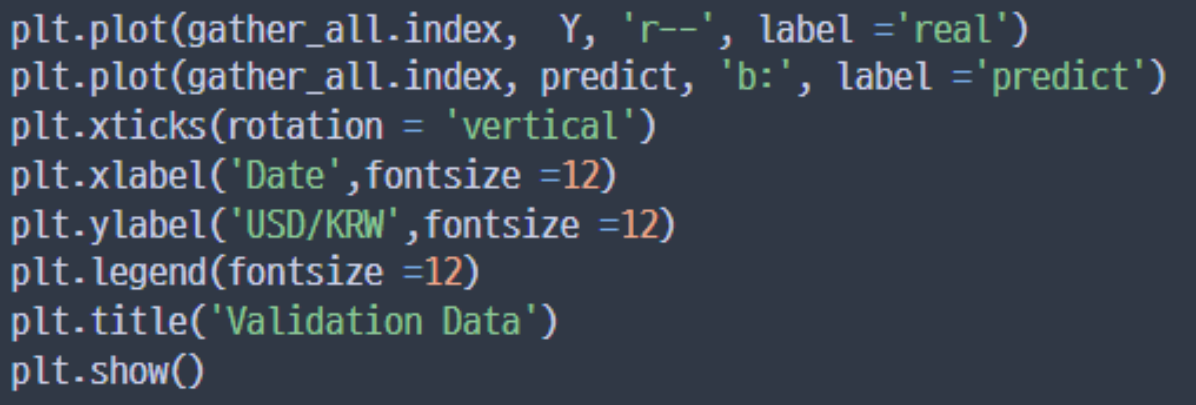 plt.plot(gather_all.index,  Y, 'r--', label ='real')
plt.plot(gather_all.index, predict, 'b:', label ='predict')
plt.xticks(rotation = 'vertical')
plt.xlabel('Date',fontsize =12)
plt.ylabel('USD/KRW',fontsize =12)
plt.legend(fontsize =12)
plt.title('Validation Data')
plt.show()